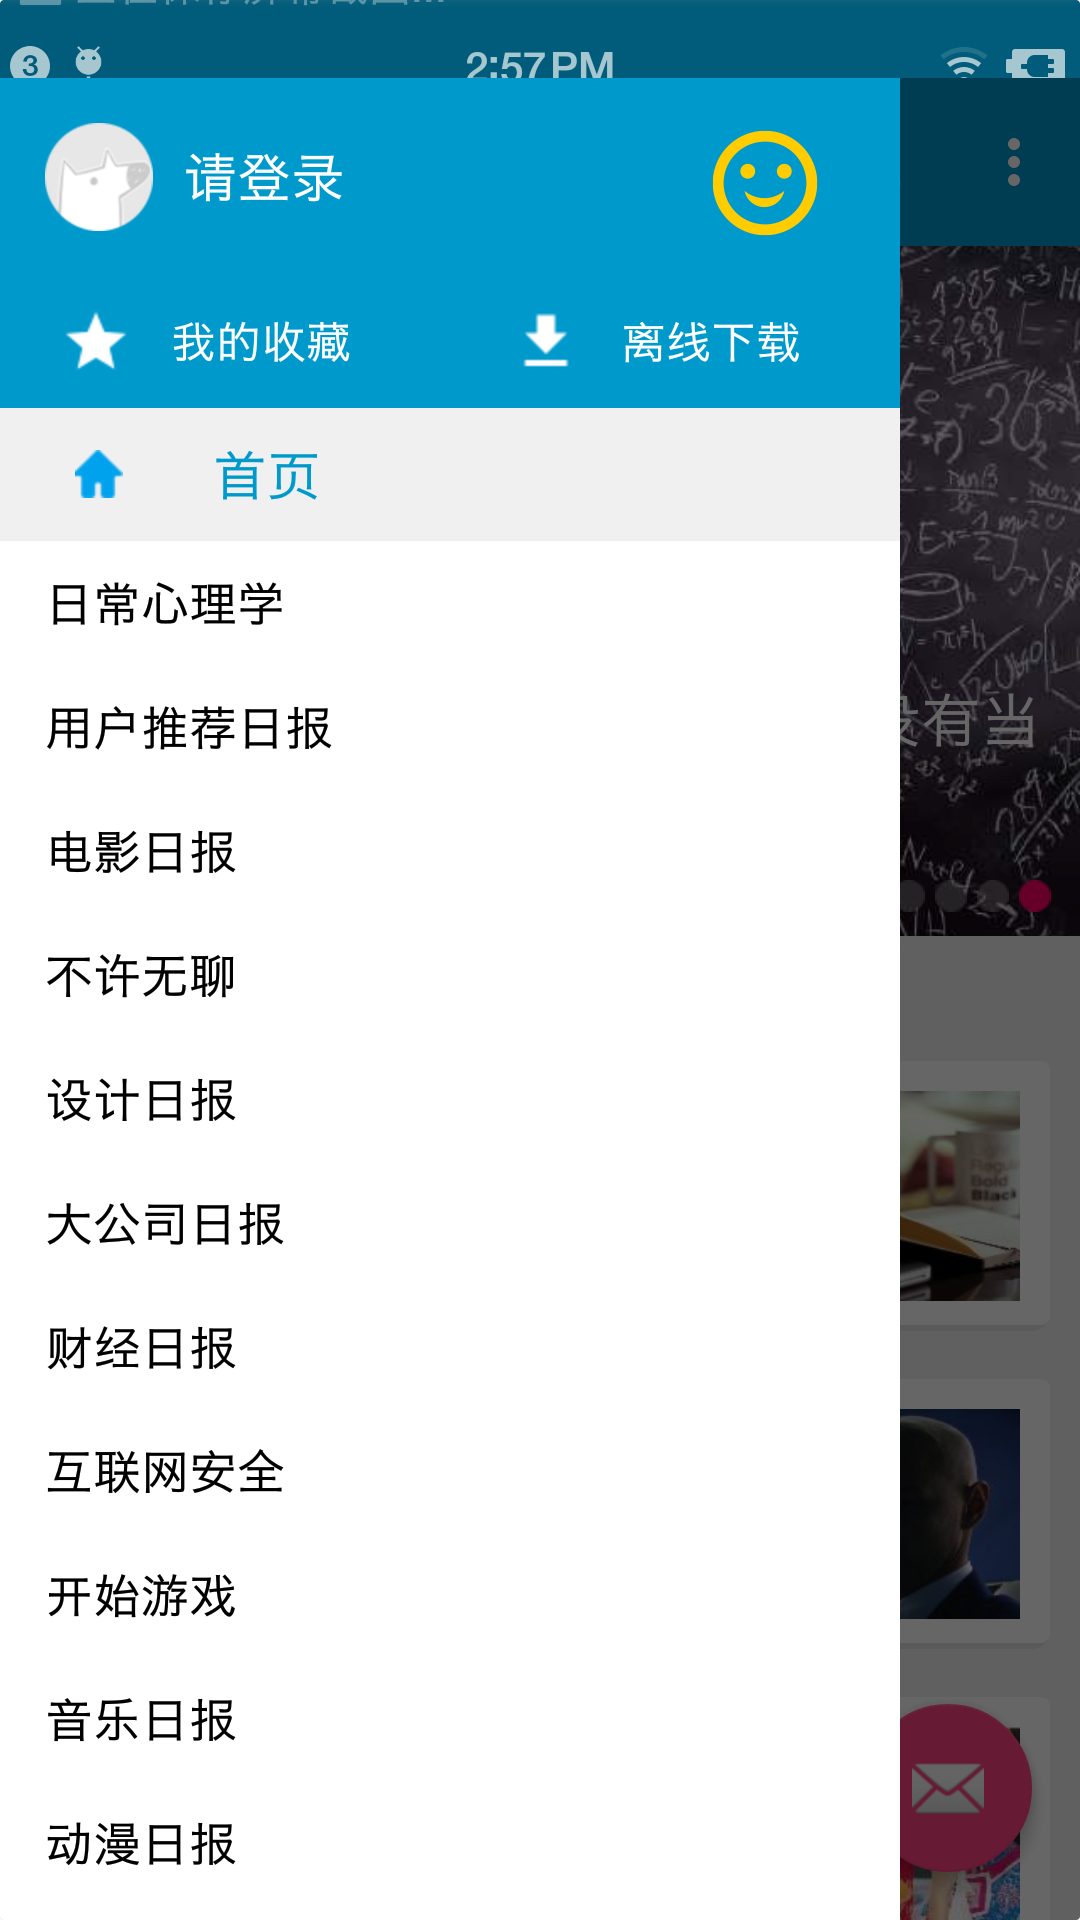 3
2:57 PM
请登录
我的收藏
离线下载
首页
日常心理学
用户推荐日报
有当
电影日报
不许无聊
设计日报
Regu
Bold
Black
大公司日报
财经日报
互联网安全
开始游戏
音乐日报
动漫日报